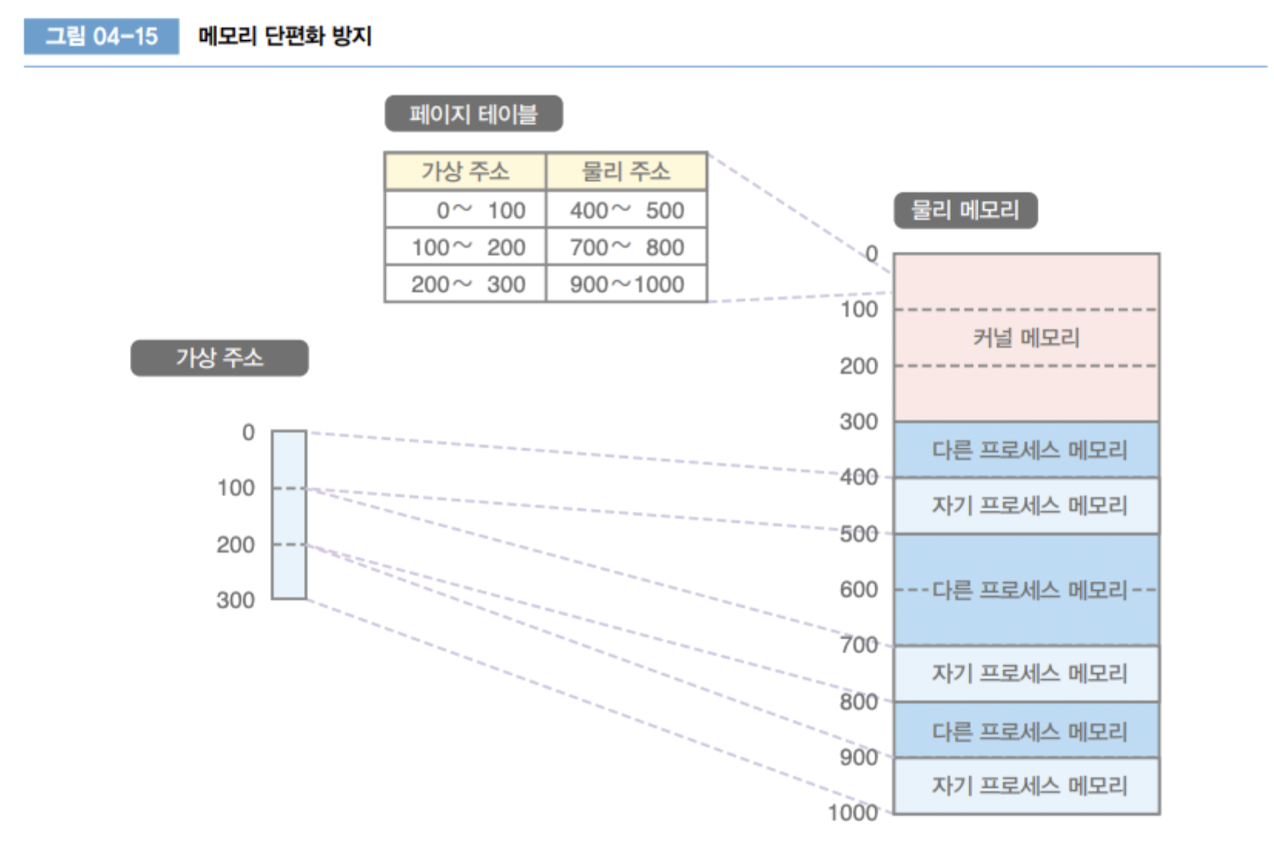 그림 04-15 메모리 단편화 방지
페이지 테이블
가상 주소 물리 주소
0~ 100 400~ 500
100~ 200 700~ 800
200~ 300 900~1000
물리 메모리
0
100
커널 메모리
200
300
다른 프로세스 메모리
400
자기 프로세스 메모리
500
600 다른 프로세스 메모리
700
자기 프로세스 메모리
800
다른 프로세스 메모리
900
자기 프로세스 메모리
1000
가상 주소
0
100
200
300